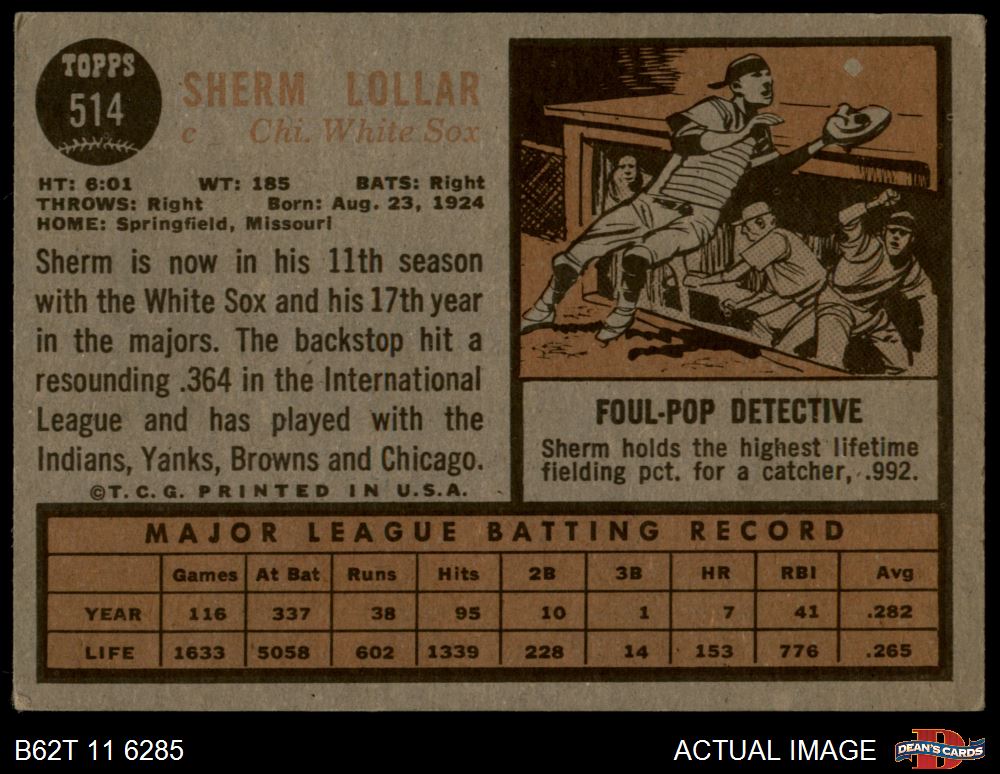 TOPPS
514
SHERM LOLLAR
c Chi. White Sox
HT: 6:01 WT: 185 BATS: Right
THROWS: Right Born: Aug. 23, 1924
HOME: Springfield, Missouri
Sherm is now in his 11th season
with the White Sox and his 17th year
in the majors. The backstop hit a
resounding .364 in the International
League and has played with the
Indians, Yanks, Browns and Chicago.
©T.C.G. PRINTED IN U.S.A.
FOUL-POP DETECTIVE
Sherm holds the highest lifetime
fielding pct. for a catcher, .992.
MAJOR LEAGUE BATTING RECORD
Games At Bat Runs Hits 2B 3B HR RBI Avg
YEAR 116 337 38 95 10 1 7 41 .282
LIFE 1633 5058 602 1339 228 14 153 776 .265
B62T 11 6285
ACTUAL IMAGE
D
DEAN'S CARDS